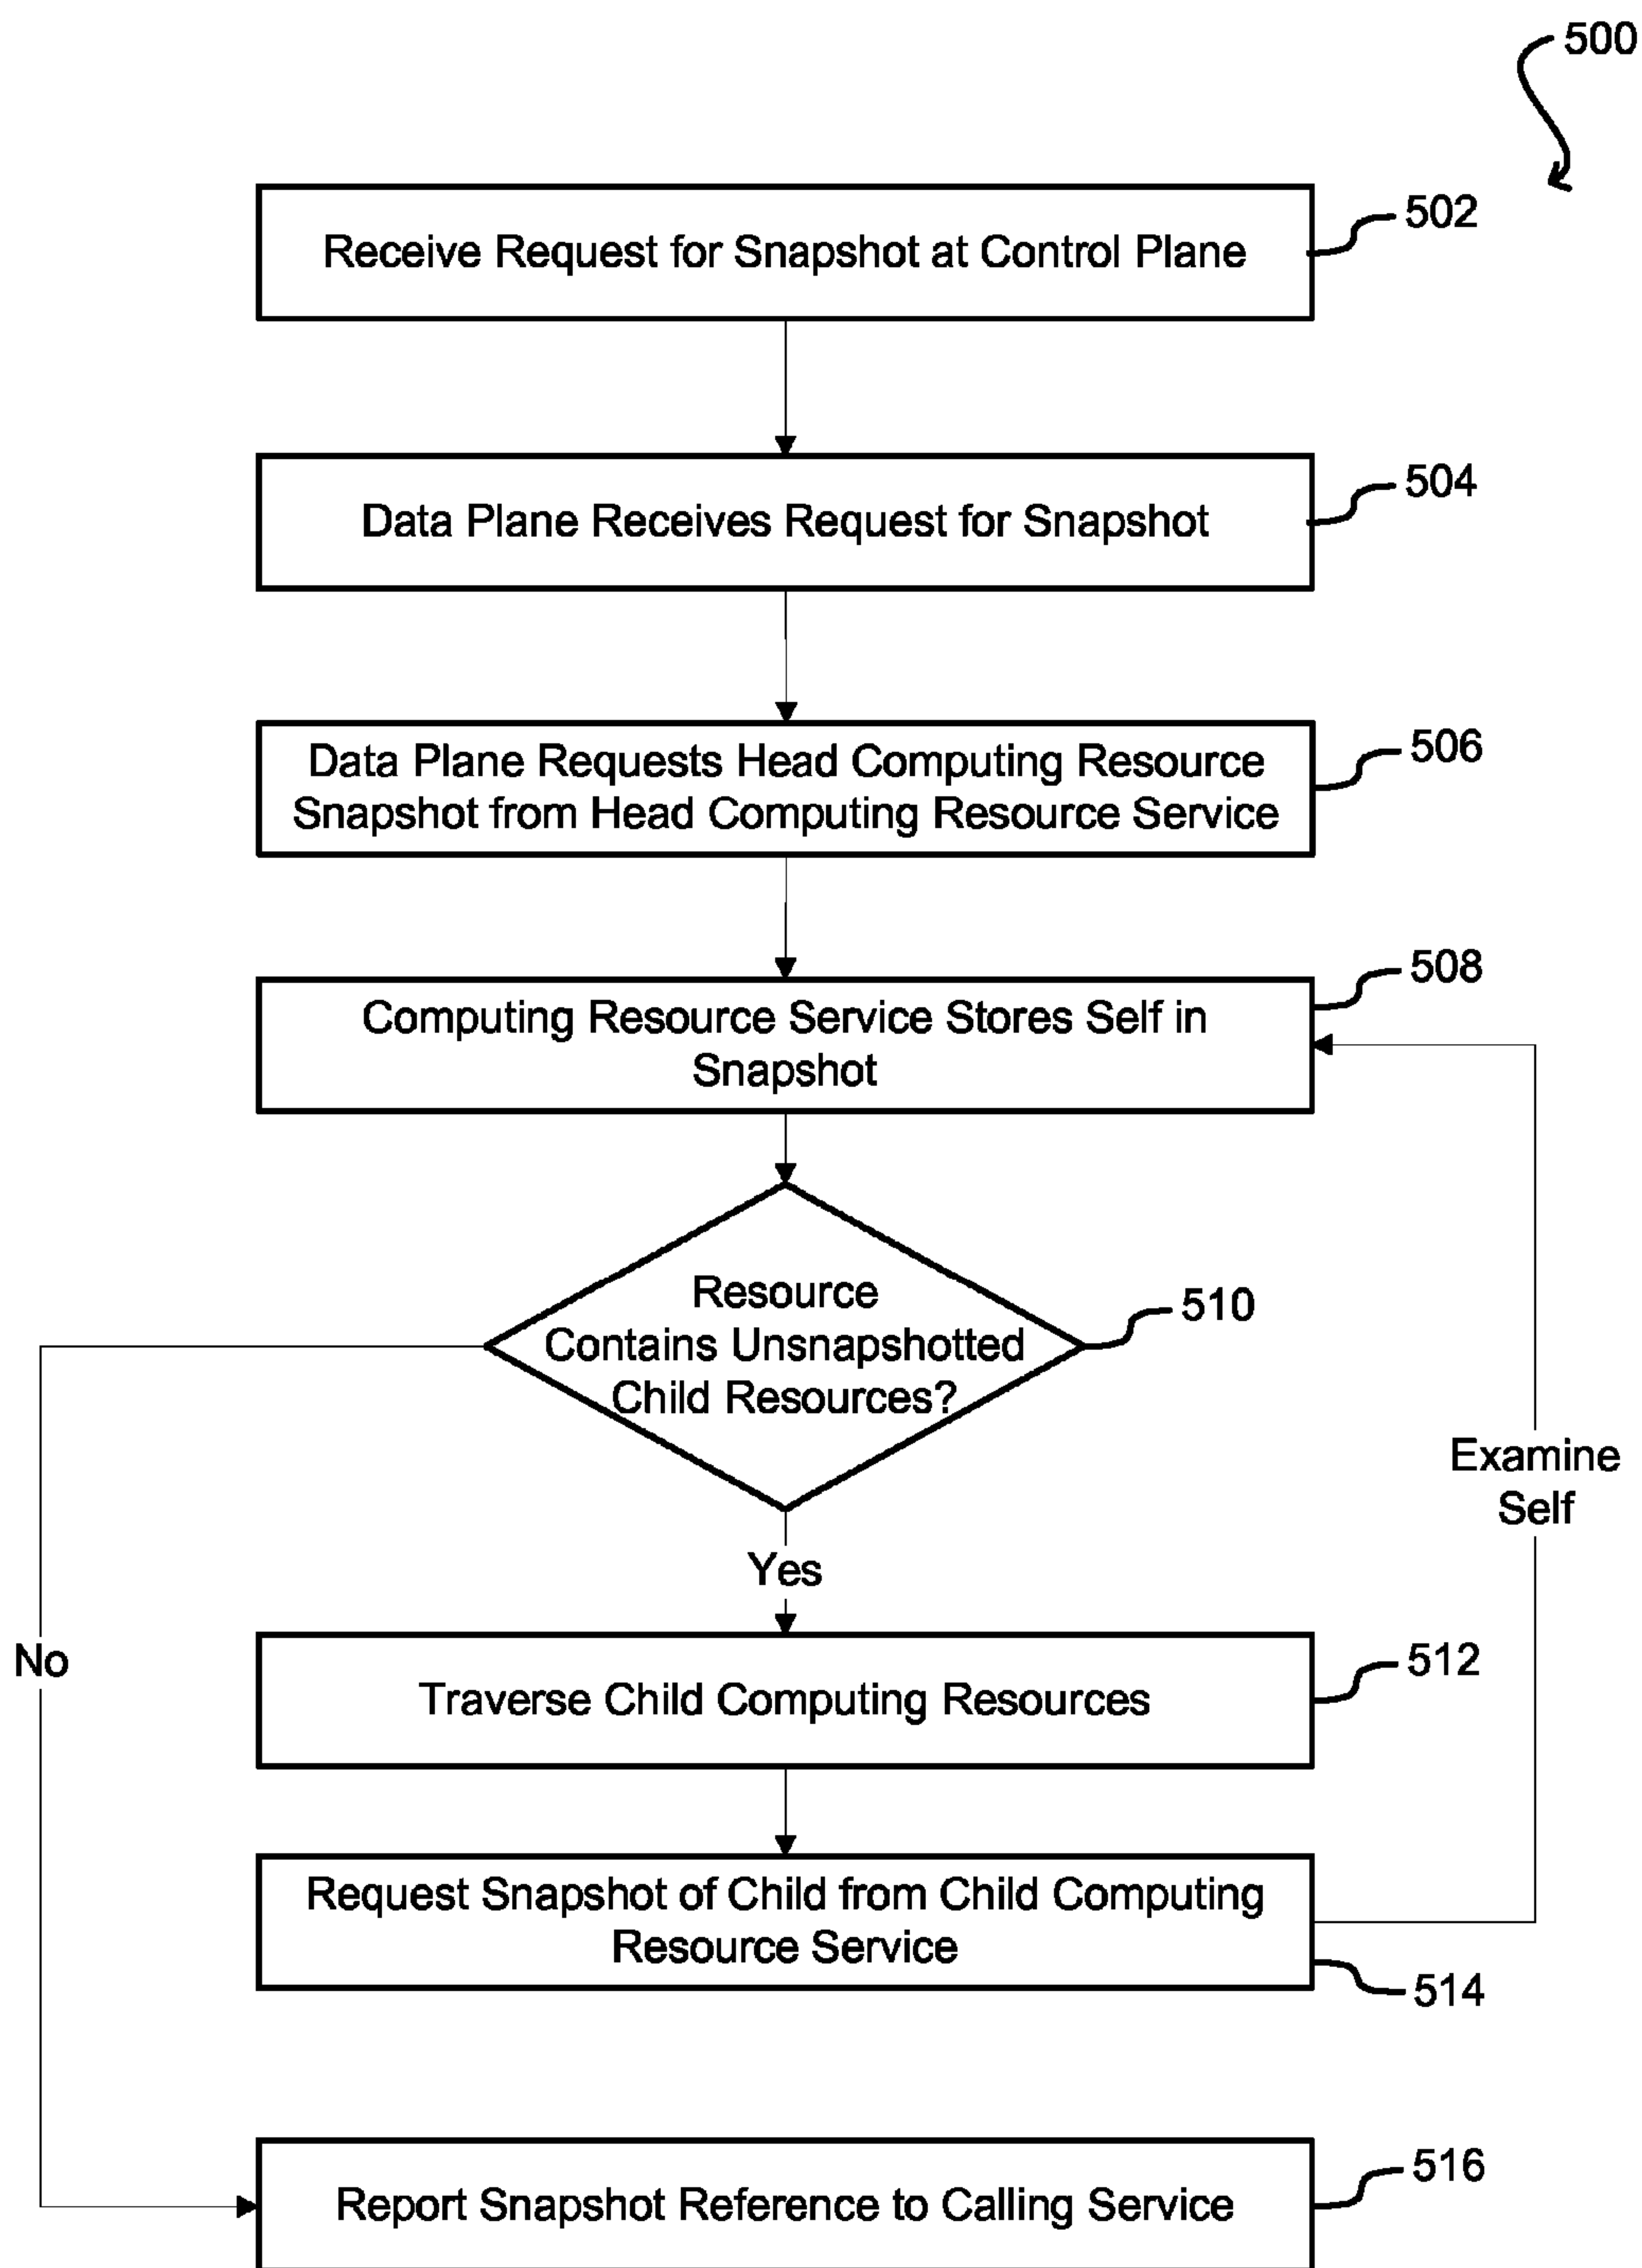 500
Receive Request for Snapshot at Control Plane
502
Data Plane Receives Request for Snapshot
504
Data Plane Requests Head Computing Resource
Snapshot from Head Computing Resource Service
506
Computing Resource Service Stores Self in
Snapshot
508
Resource
Contains Unsnapshotted
Child Resources?
510
Examine
Self
Yes
No
Traverse Child Computing Resources
512
Request Snapshot of Child from Child Computing
Resource Service
514
Report Snapshot Reference to Calling Service
516